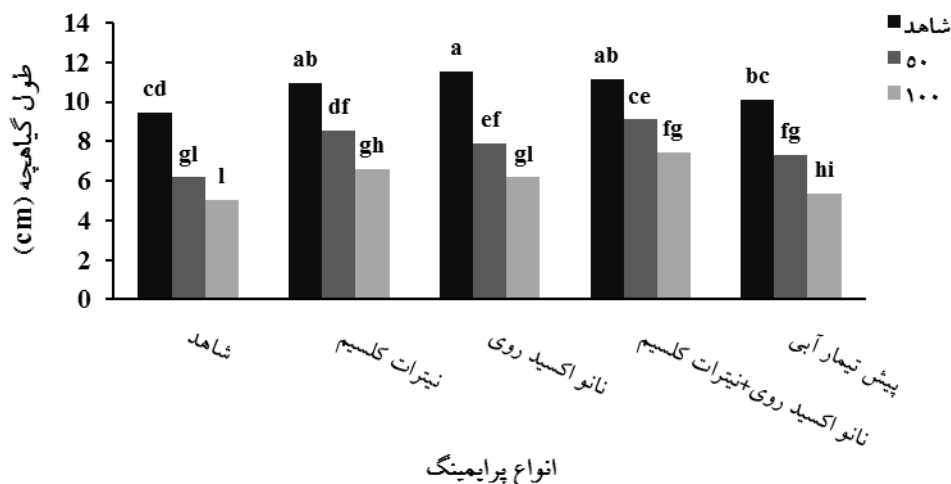 طول گیاهچه (cm)
14
12
10
8
6
4
2
0
cd
gl
l
ab
df
gh
a
ef
gl
ab
ce
fg
bc
fg
hi
شاهد
۵۰
۱۰۰
شاهد
نیترات کلسیم
نانو اکسید روی
نانو اکسید روی+نیترات کلسیم
پیش تیمار آبی
انواع پرایمینگ